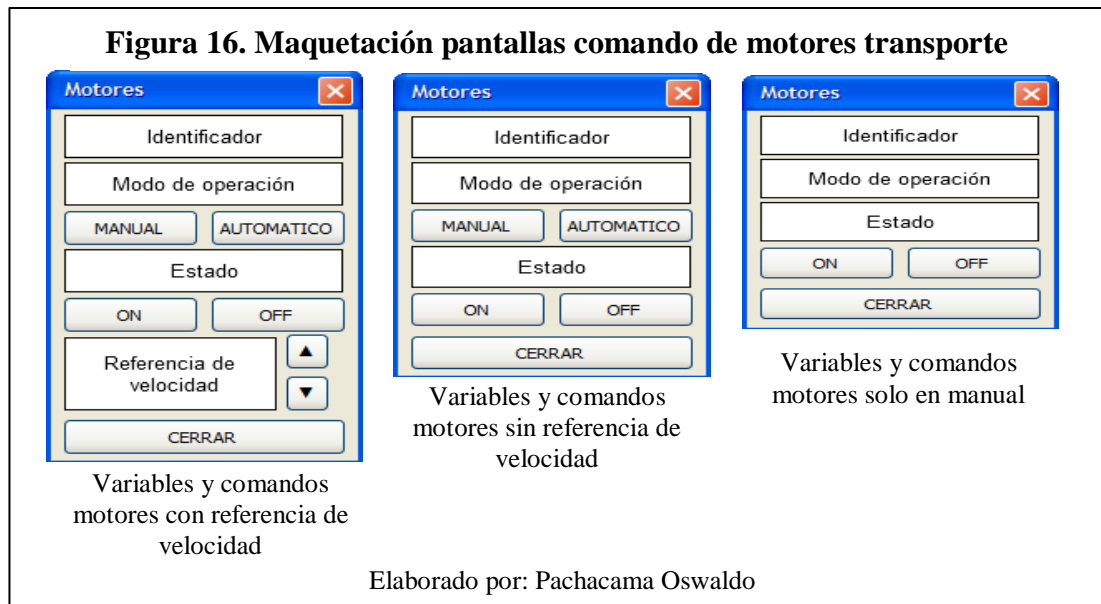 Figura 16. Maquetación pantallas comando de motores transporte
Motores
Identificador
Modo de operación
MANUAL AUTOMATICO
Estado
ON OFF
Referencia de
velocidad
CERRAR
Variables y comandos
motores con referencia de
velocidad
Motores
Identificador
Modo de operación
MANUAL AUTOMATICO
Estado
ON OFF
CERRAR
Variables y comandos
motores sin referencia de
velocidad
Motores
Identificador
Modo de operación
Estado
ON OFF
CERRAR
Variables y comandos
motores solo en manual
Elaborado por: Pachacama Oswaldo